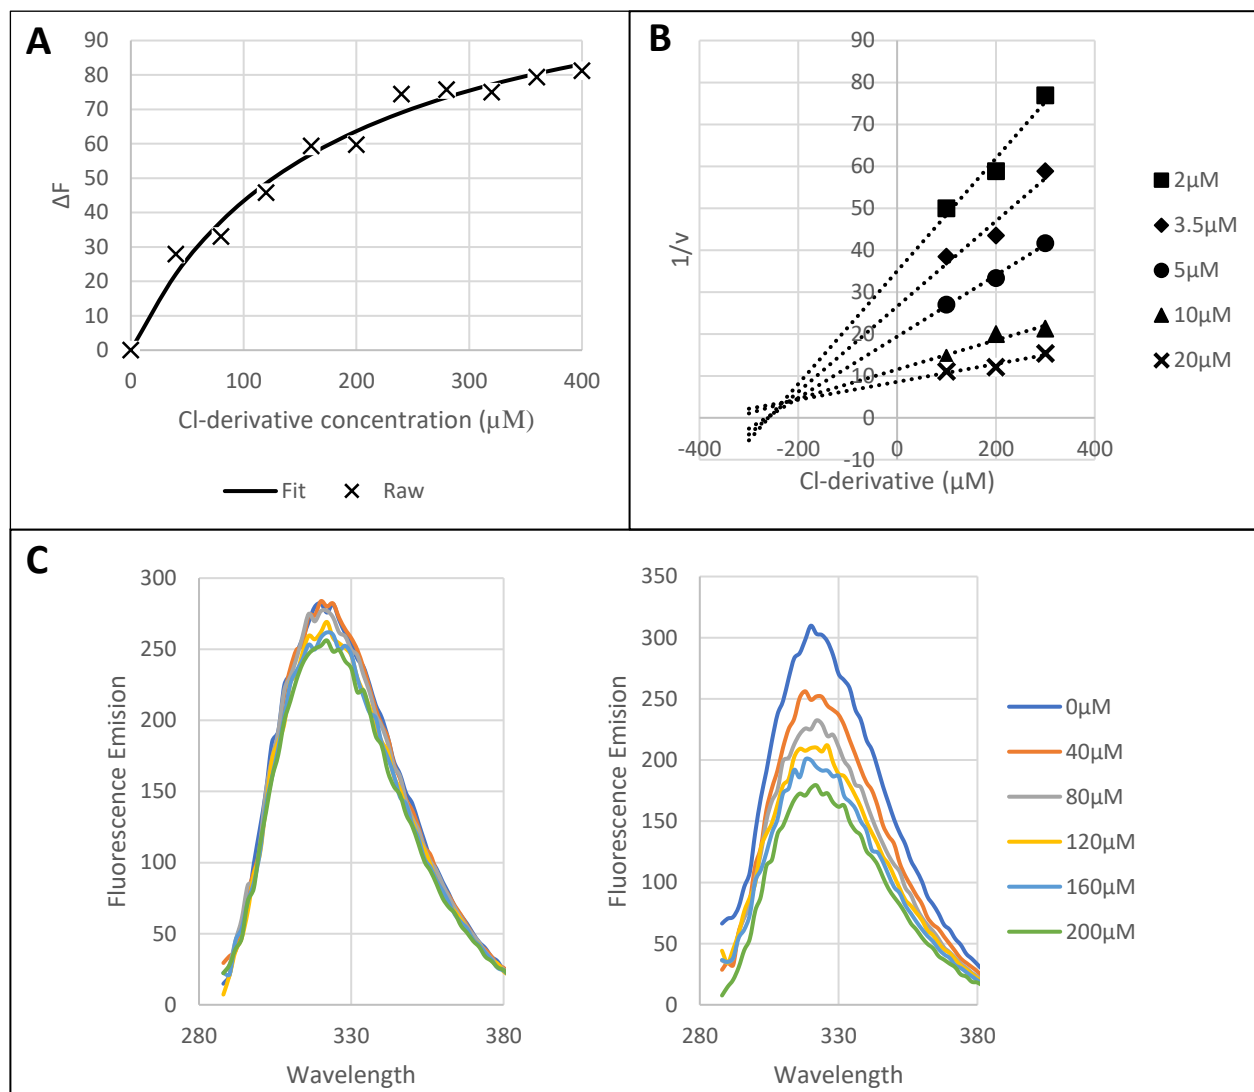 A
90
80
70
60
50
40
30
20
10
0
ΔF
0 100 200 300 400
Cl-derivative concentration (μM)
Fit Raw
B
90
80
70
60
50
40
30
20
10
0
-10
1/v
-400 -200 0 200 400
Cl-derivative (μM)
2μM
3.5μM
5μM
10μM
20μM
C
300
250
200
150
100
50
0
Fluorescence Emision
280 330 380
Wavelength
350
300
250
200
150
100
50
0
Fluorescence Emision
280 330 380
Wavelength
0μM
40μM
80μM
120μM
160μM
200μM